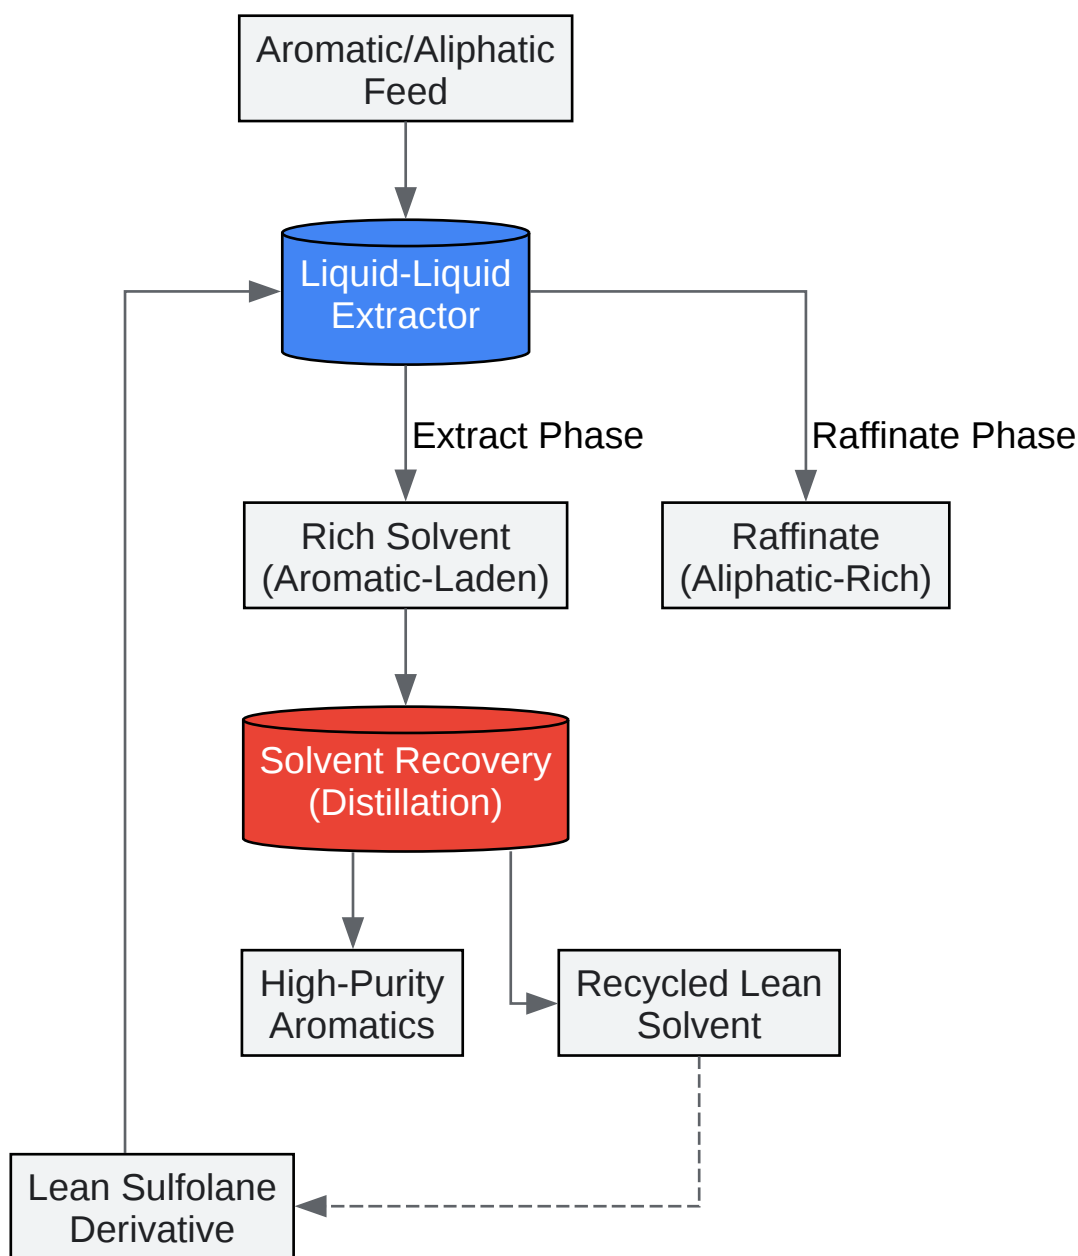 Aromatic/Aliphatic
Feed
Liquid-Liquid
Extractor
Extract Phase
Raffinate Phase
Rich Solvent
(Aromatic-Laden)
Raffinate
(Aliphatic-Rich)
Solvent Recovery
(Distillation)
High-Purity
Aromatics
Recycled Lean
Solvent
Lean Sulfolane
Derivative